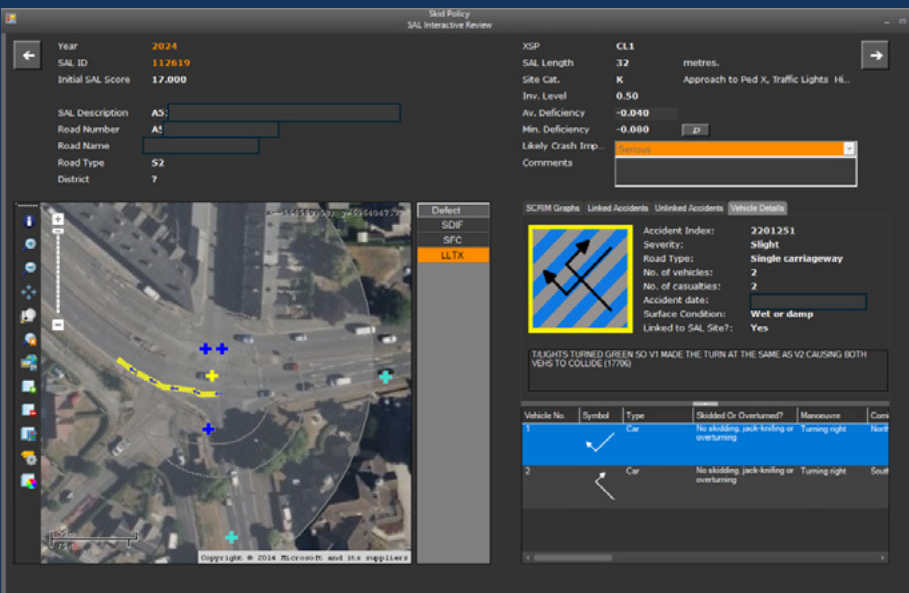 Skid Policy
SAL Interactive Review
Year 2024
SAL ID 112619
Initial SAL Score 17.000
SAL Description
Road Number
Road Name
Road Type S2
District ?
XSP CL1
SAL Length 32 metres.
Site Cat. K Approach to Ped X, Traffic Lights Hi...
Inv. Level 0.50
Av. Deficiency -0.040
Min. Deficiency -0.080
Likely Crash Imp... Serious
Comments
Defect
SDIF
SFC
LLTX
Copyright © 2014 Microsoft and its suppliers
SCRIM Graphs Linked Accidents Unlinked Accidents Vehicle Details
Accident Index: 2201251
Severity: Slight
Road Type: Single carriageway
No. of vehicles: 2
No. of casualties: 2
Accident date:
Surface Condition: Wet or damp
Linked to SAL Site?: Yes
T/LIGHTS TURNED GREEN SO V1 MADE THE TURN AT THE SAME AS V2 CAUSING BOTH
VEHS TO COLLIDE (17706)
Vehicle No. Symbol Type Skidded Or Overturned? Manoeuvre
1 Car No skidding, jack-knifing or Turning right North
overturning
2 Car No skidding, jack-knifing or Turning right South
overturning